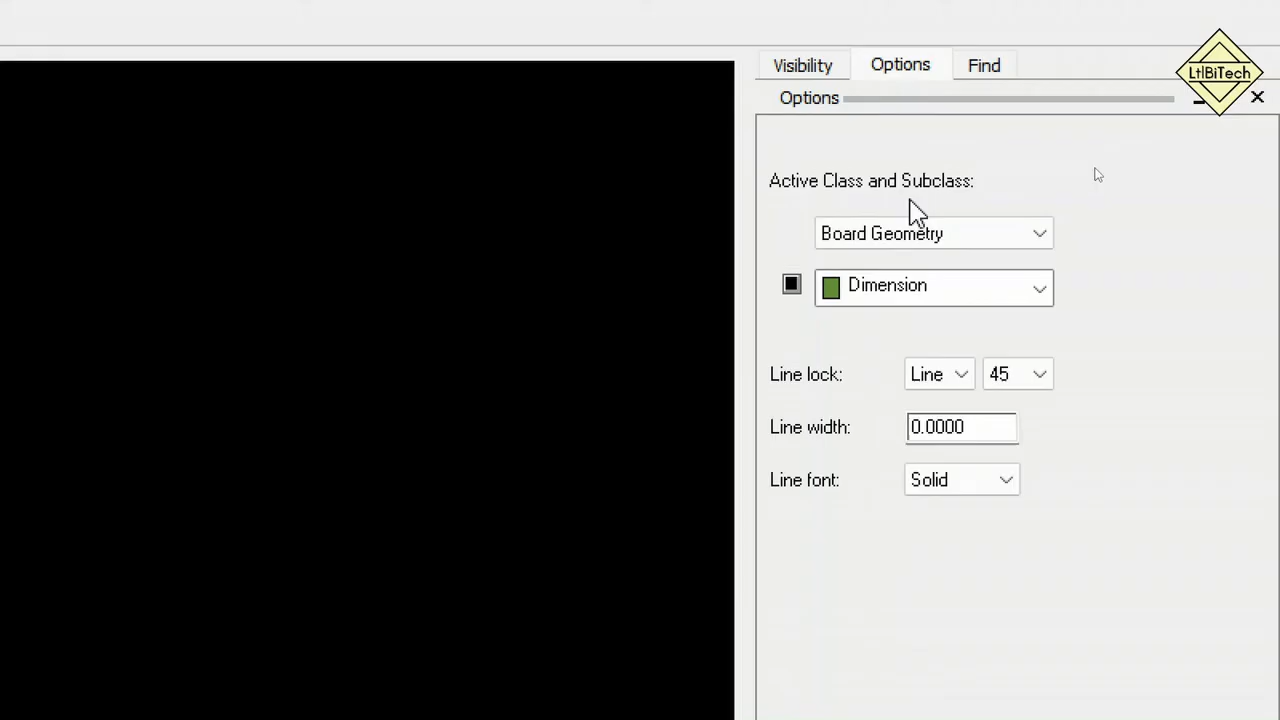 Visibility Options Find
LtlBiTech
Options
Active Class and Subclass:
Board Geometry
Dimension
Line lock: Line 45
Line width: 0.0000
Line font: Solid